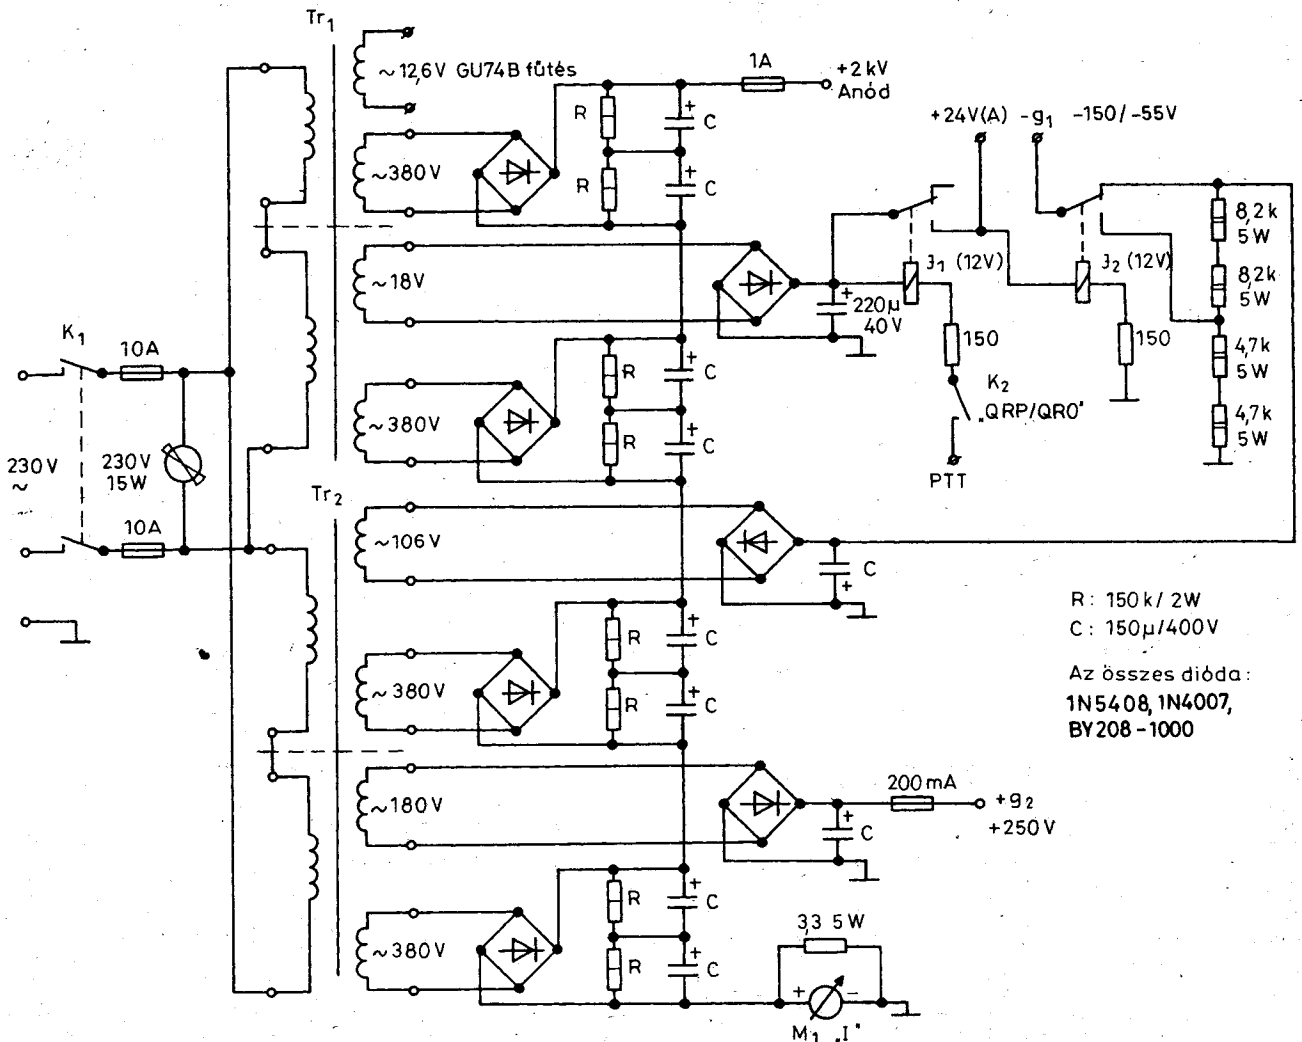 Tr1
~12,6V GU74B fűtés
1A
+2 kV
Anód
R
C
~380V
R
C
+24V(A) -g1 -150/-55V
8,2k
5W
~18V
220µ
40V
J1 (12V)
J2 (12V)
8,2k
5W
K1
10A
150
150
4,7k
5W
R
C
K2
"QRP/QRO"
~380V
R
C
4,7k
5W
230V
~
230V
15W
PTT
Tr2
10A
~106V
C
R: 150k/2W
C: 150µ/400V
R
C
Az összes dióda:
1N5408, 1N4007,
BY208-1000
~380V
R
C
~180V
200mA
+g2
+250V
C
R
C
33 5W
~380V
R
C
M1 "I"